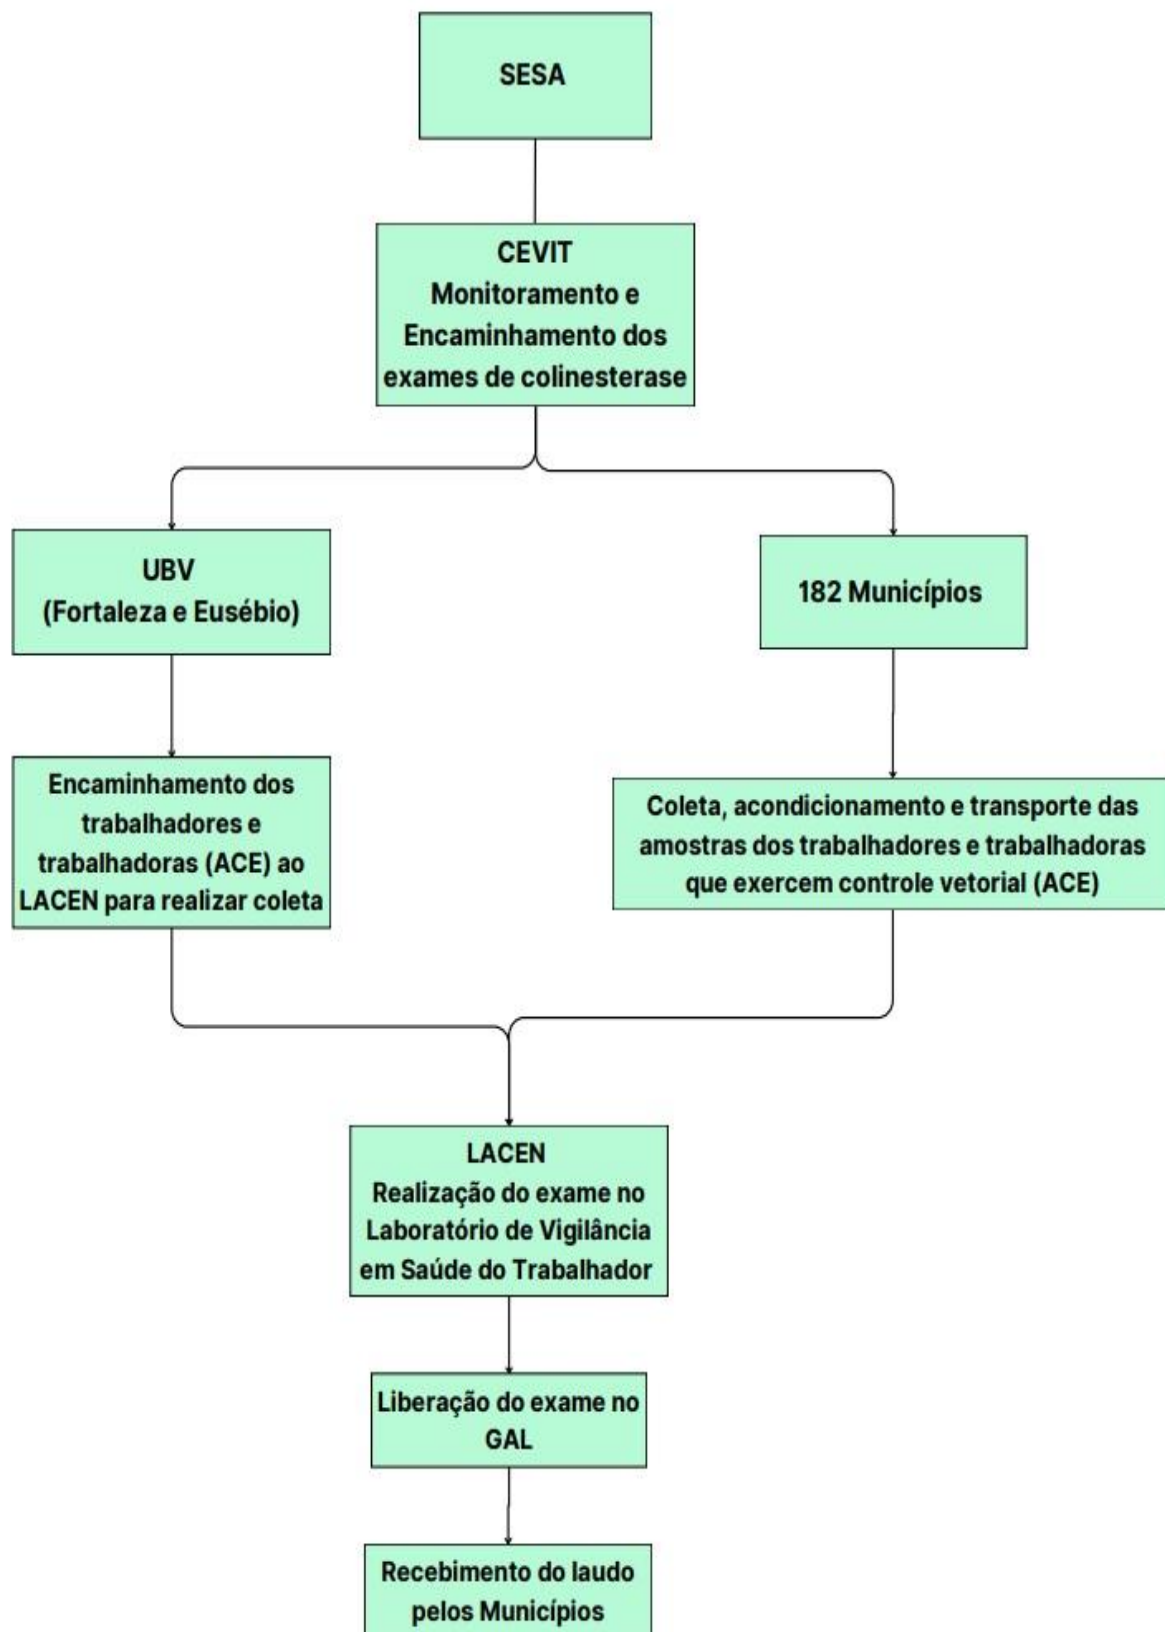 SESA
CEVIT
Monitoramento e
Encaminhamento dos
exames de colinesterase
UBV
(Fortaleza e Eusébio)
182 Municípios
Encaminhamento dos
trabalhadores e
trabalhadoras (ACE) ao
LACEN para realizar coleta
Coleta, acondicionamento e transporte das
amostras dos trabalhadores e trabalhadoras
que exercem controle vetorial (ACE)
LACEN
Realização do exame no
Laboratório de Vigilância
em Saúde do Trabalhador
Liberação do exame no
GAL
Recebimento do laudo
pelos Municípios